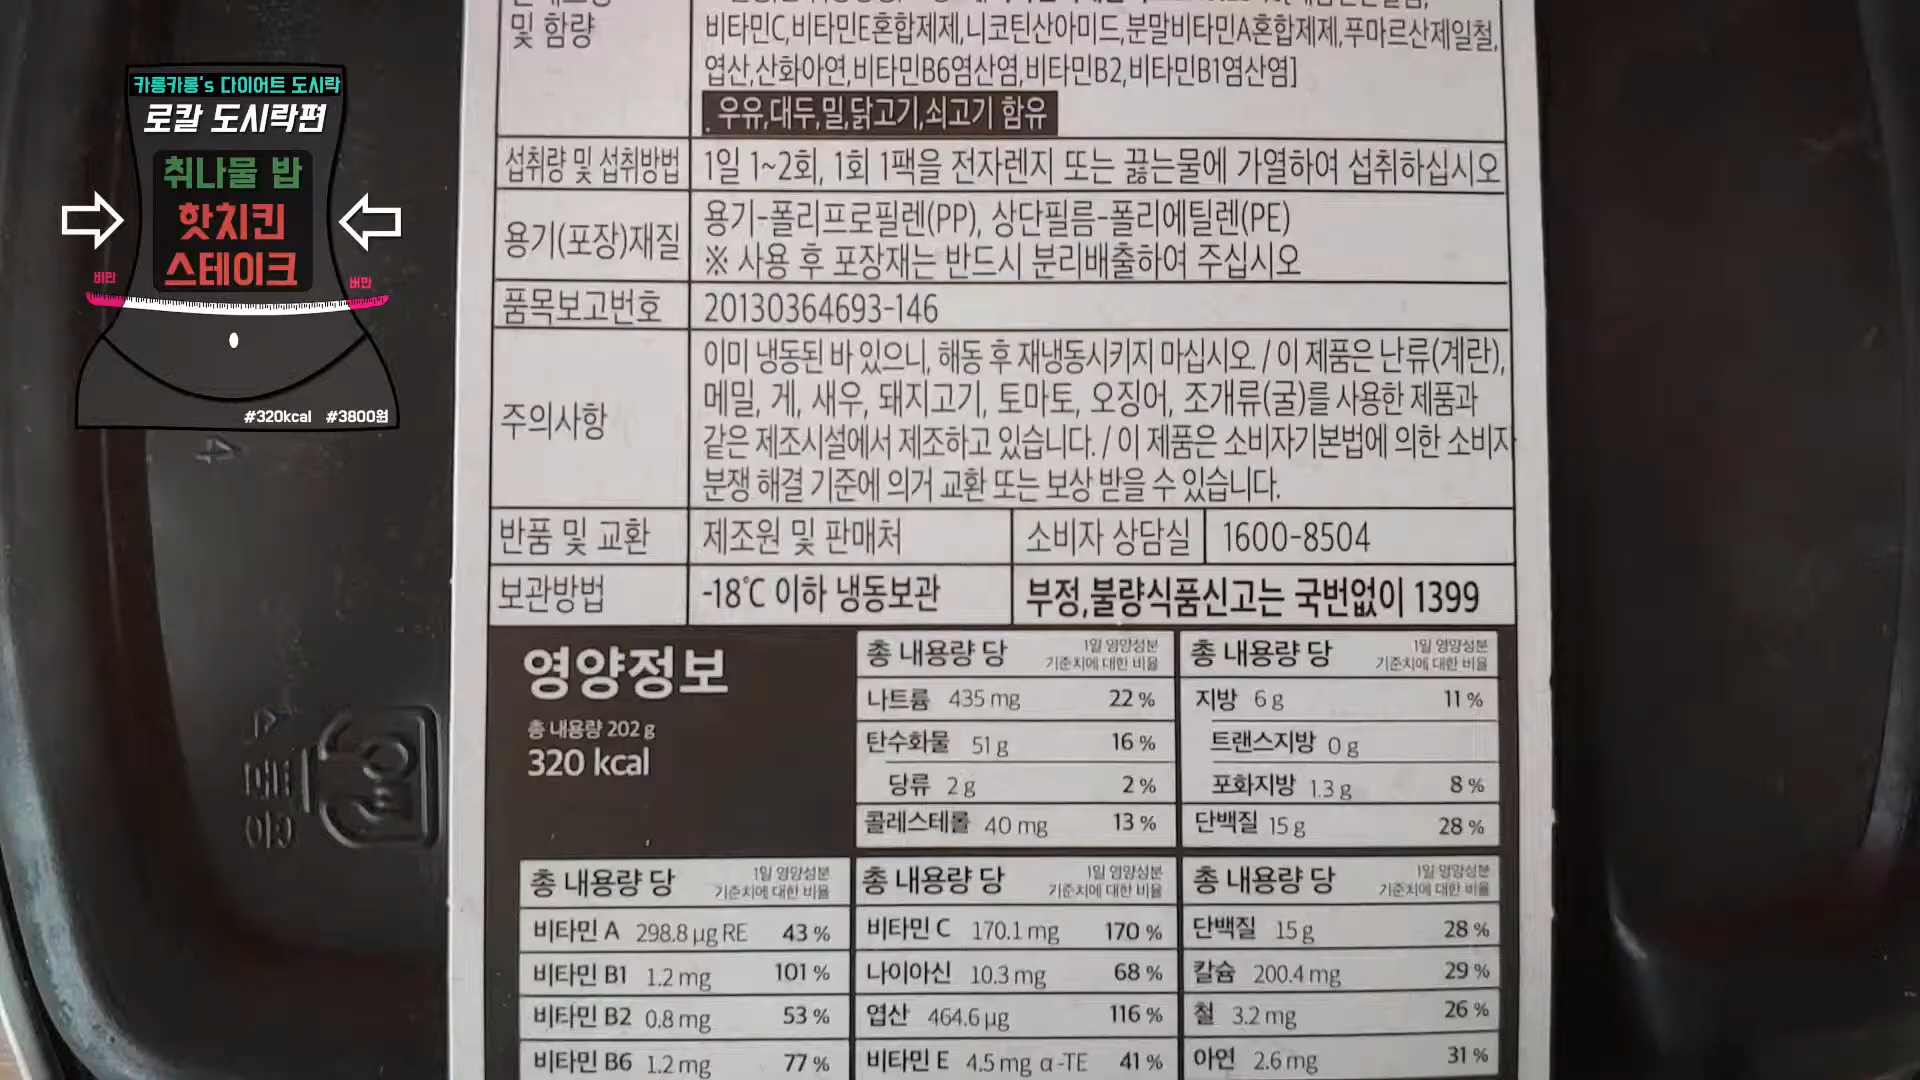 카롱카롱's 다이어트 도시락
로칼 도시락편
취나물 밥
핫치킨
스테이크
비만
비만
#320kcal #3800원
및 함량
비타민C,비타민E혼합제제,니코틴산아미드,분말비타민A혼합제제,푸마르산제일철,
엽산,산화아연,비타민B6염산염,비타민B2,비타민B1염산염]
우유,대두,밀,닭고기,쇠고기 함유
섭취량 및 섭취방법 1일 1~2회, 1회 1팩을 전자렌지 또는 끓는물에 가열하여 섭취하십시오
용기(포장)재질
용기-폴리프로필렌(PP), 상단필름-폴리에틸렌(PE)
※ 사용 후 포장재는 반드시 분리배출하여 주십시오
품목보고번호 20130364693-146
주의사항
이미 냉동된 바 있으니, 해동 후 재냉동시키지 마십시오. / 이 제품은 난류(계란),
메밀, 게, 새우, 돼지고기, 토마토, 오징어, 조개류(굴)를 사용한 제품과
같은 제조시설에서 제조하고 있습니다. / 이 제품은 소비자기본법에 의한 소비자
분쟁 해결 기준에 의거 교환 또는 보상 받을 수 있습니다.
반품 및 교환 제조원 및 판매처 소비자 상담실 1600-8504
보관방법 -18℃ 이하 냉동보관 부정,불량식품신고는 국번없이 1399
영양정보
총 내용량 202 g
320 kcal
총 내용량 당 1일 영양성분 기준치에 대한 비율
나트륨 435 mg 22 %
탄수화물 51 g 16 %
당류 2 g 2 %
콜레스테롤 40 mg 13 %
총 내용량 당 1일 영양성분 기준치에 대한 비율
지방 6 g 11 %
트랜스지방 0 g
포화지방 1.3 g 8 %
단백질 15 g 28 %
총 내용량 당 1일 영양성분 기준치에 대한 비율
비타민 A 298.8 μg RE 43 %
비타민 B1 1.2 mg 101 %
비타민 B2 0.8 mg 53 %
비타민 B6 1.2 mg 77 %
총 내용량 당 1일 영양성분 기준치에 대한 비율
비타민 C 170.1 mg 170 %
나이아신 10.3 mg 68 %
엽산 464.6 μg 116 %
비타민 E 4.5 mg α-TE 41 %
총 내용량 당 1일 영양성분 기준치에 대한 비율
단백질 15 g 28 %
칼슘 200.4 mg 29 %
철 3.2 mg 26 %
아연 2.6 mg 31 %